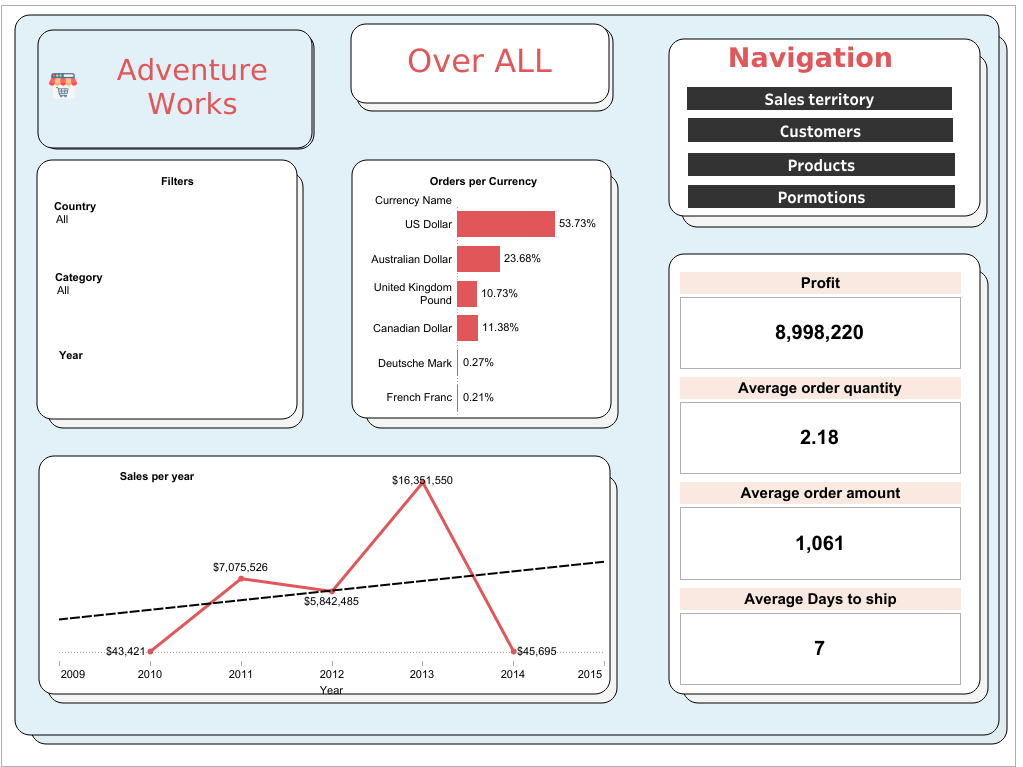 Adventure
Works
Over ALL
Navigation
Sales territory
Customers
Products
Pormotions
Filters
Country
All
Category
All
Year
Orders per Currency
Currency Name
US Dollar 53.73%
Australian Dollar 23.68%
United Kingdom
Pound 10.73%
Canadian Dollar 11.38%
Deutsche Mark 0.27%
French Franc 0.21%
Profit
8,998,220
Average order quantity
2.18
Average order amount
1,061
Average Days to ship
7
Sales per year
$16,351,550
$7,075,526
$5,842,485
$43,421
$45,695
2009 2010 2011 2012 2013 2014 2015
Year